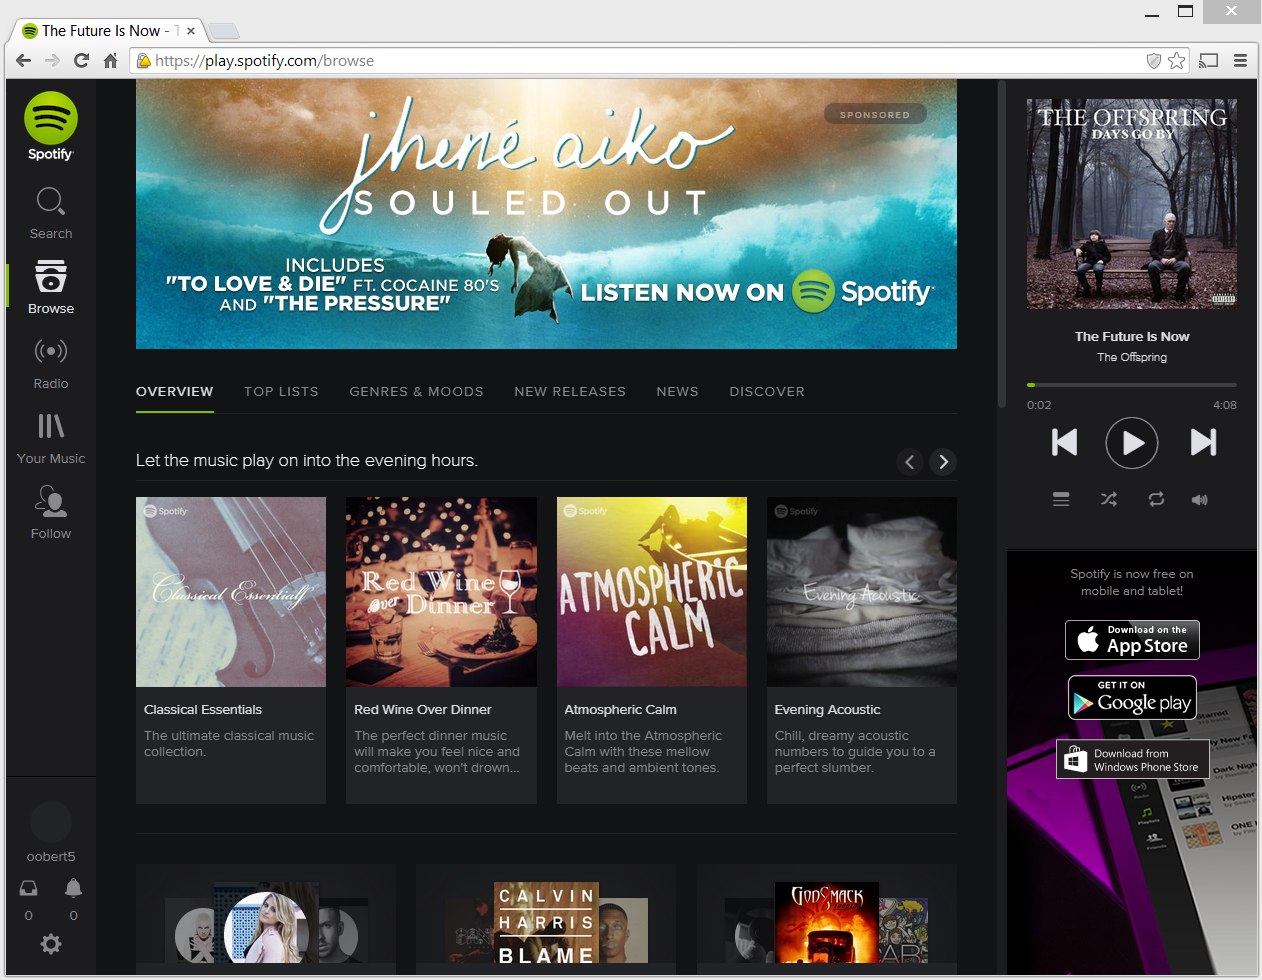 The Future Is Now - T
https://play.spotify.com/browse
Spotify
Search
Browse
Radio
Your Music
Follow
oobert5
0
0
SPONSORED
jhené aiko
SOULED OUT
INCLUDES
"TO LOVE & DIE" FT. COCAINE 80'S
AND "THE PRESSURE"
LISTEN NOW ON Spotify
OVERVIEW TOP LISTS GENRES & MOODS NEW RELEASES NEWS DISCOVER
Let the music play on into the evening hours.
Spotify
Classical Essentials
Classical Essentials
The ultimate classical music
collection.
Red Wine
Over Dinner
Red Wine Over Dinner
The perfect dinner music
will make you feel nice and
comfortable, won't drown...
Spotify
ATMOSPHERIC
CALM
Atmospheric Calm
Melt into the Atmospheric
Calm with these mellow
beats and ambient tones.
Spotify
Evening Acoustic
Evening Acoustic
Chill, dreamy acoustic
numbers to guide you to a
perfect slumber.
CALVIN
HARRIS
BLAME
GODSMACK
THE OFFSPRING
DAYS GO BY
The Future Is Now
The Offspring
0:02 4:08
Spotify is now free on
mobile and tablet!
Download on the
App Store
GET IT ON
Google play
Download from
Windows Phone Store
Starred
Dark Nigh
Hipster
ONE
Playlists
Friends